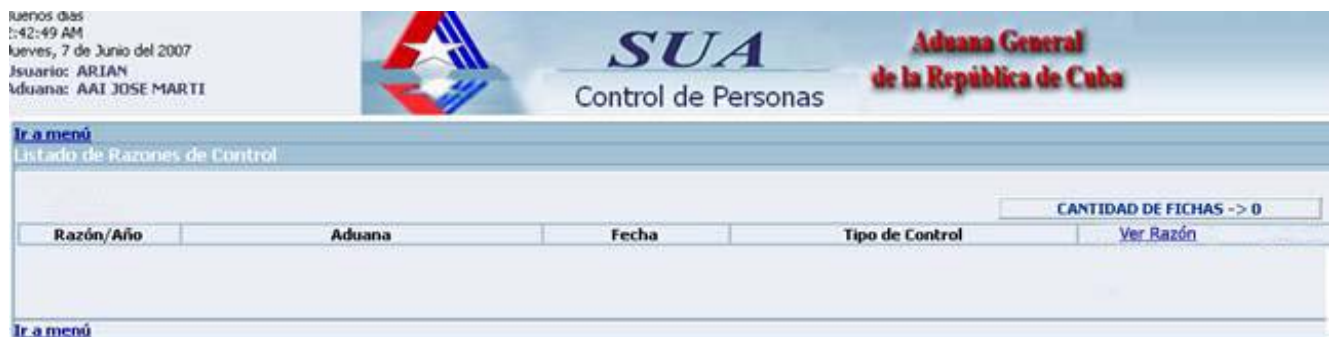 uenos días
:42:49 AM
ueves, 7 de Junio del 2007
suario: ARIAN
duana: AAI JOSE MARTI
SUA
Control de Personas
Aduana General
de la República de Cuba
Ir a menú
Listado de Razones de Control
CANTIDAD DE FICHAS -> 0
Razón/Año Aduana Fecha Tipo de Control Ver Razón
Ir a menú